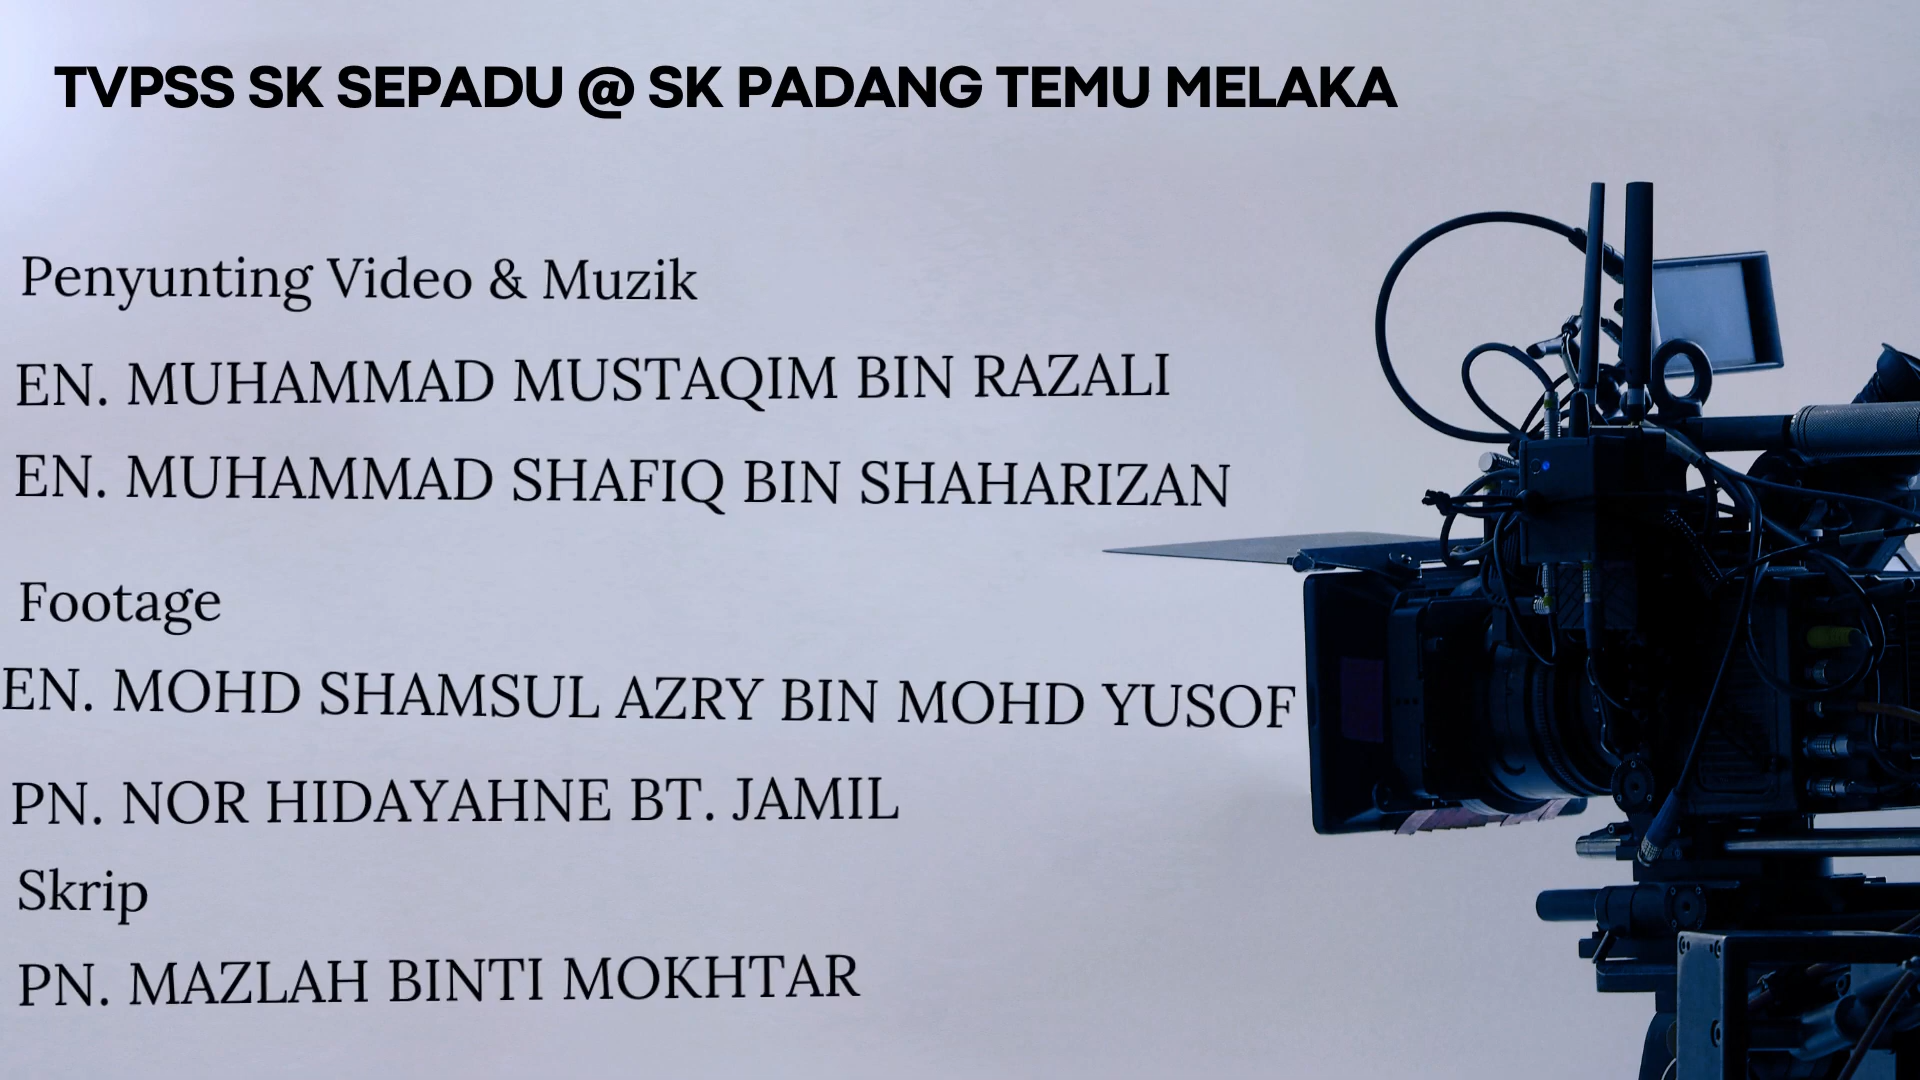 TVPSS SK SEPADU @ SK PADANG TEMU MELAKA
Penyunting Video & Muzik
EN. MUHAMMAD MUSTAQIM BIN RAZALI
EN. MUHAMMAD SHAFIQ BIN SHAHARIZAN
Footage
EN. MOHD SHAMSUL AZRY BIN MOHD YUSOF
PN. NOR HIDAYAHNE BT. JAMIL
Skrip
PN. MAZLAH BINTI MOKHTAR